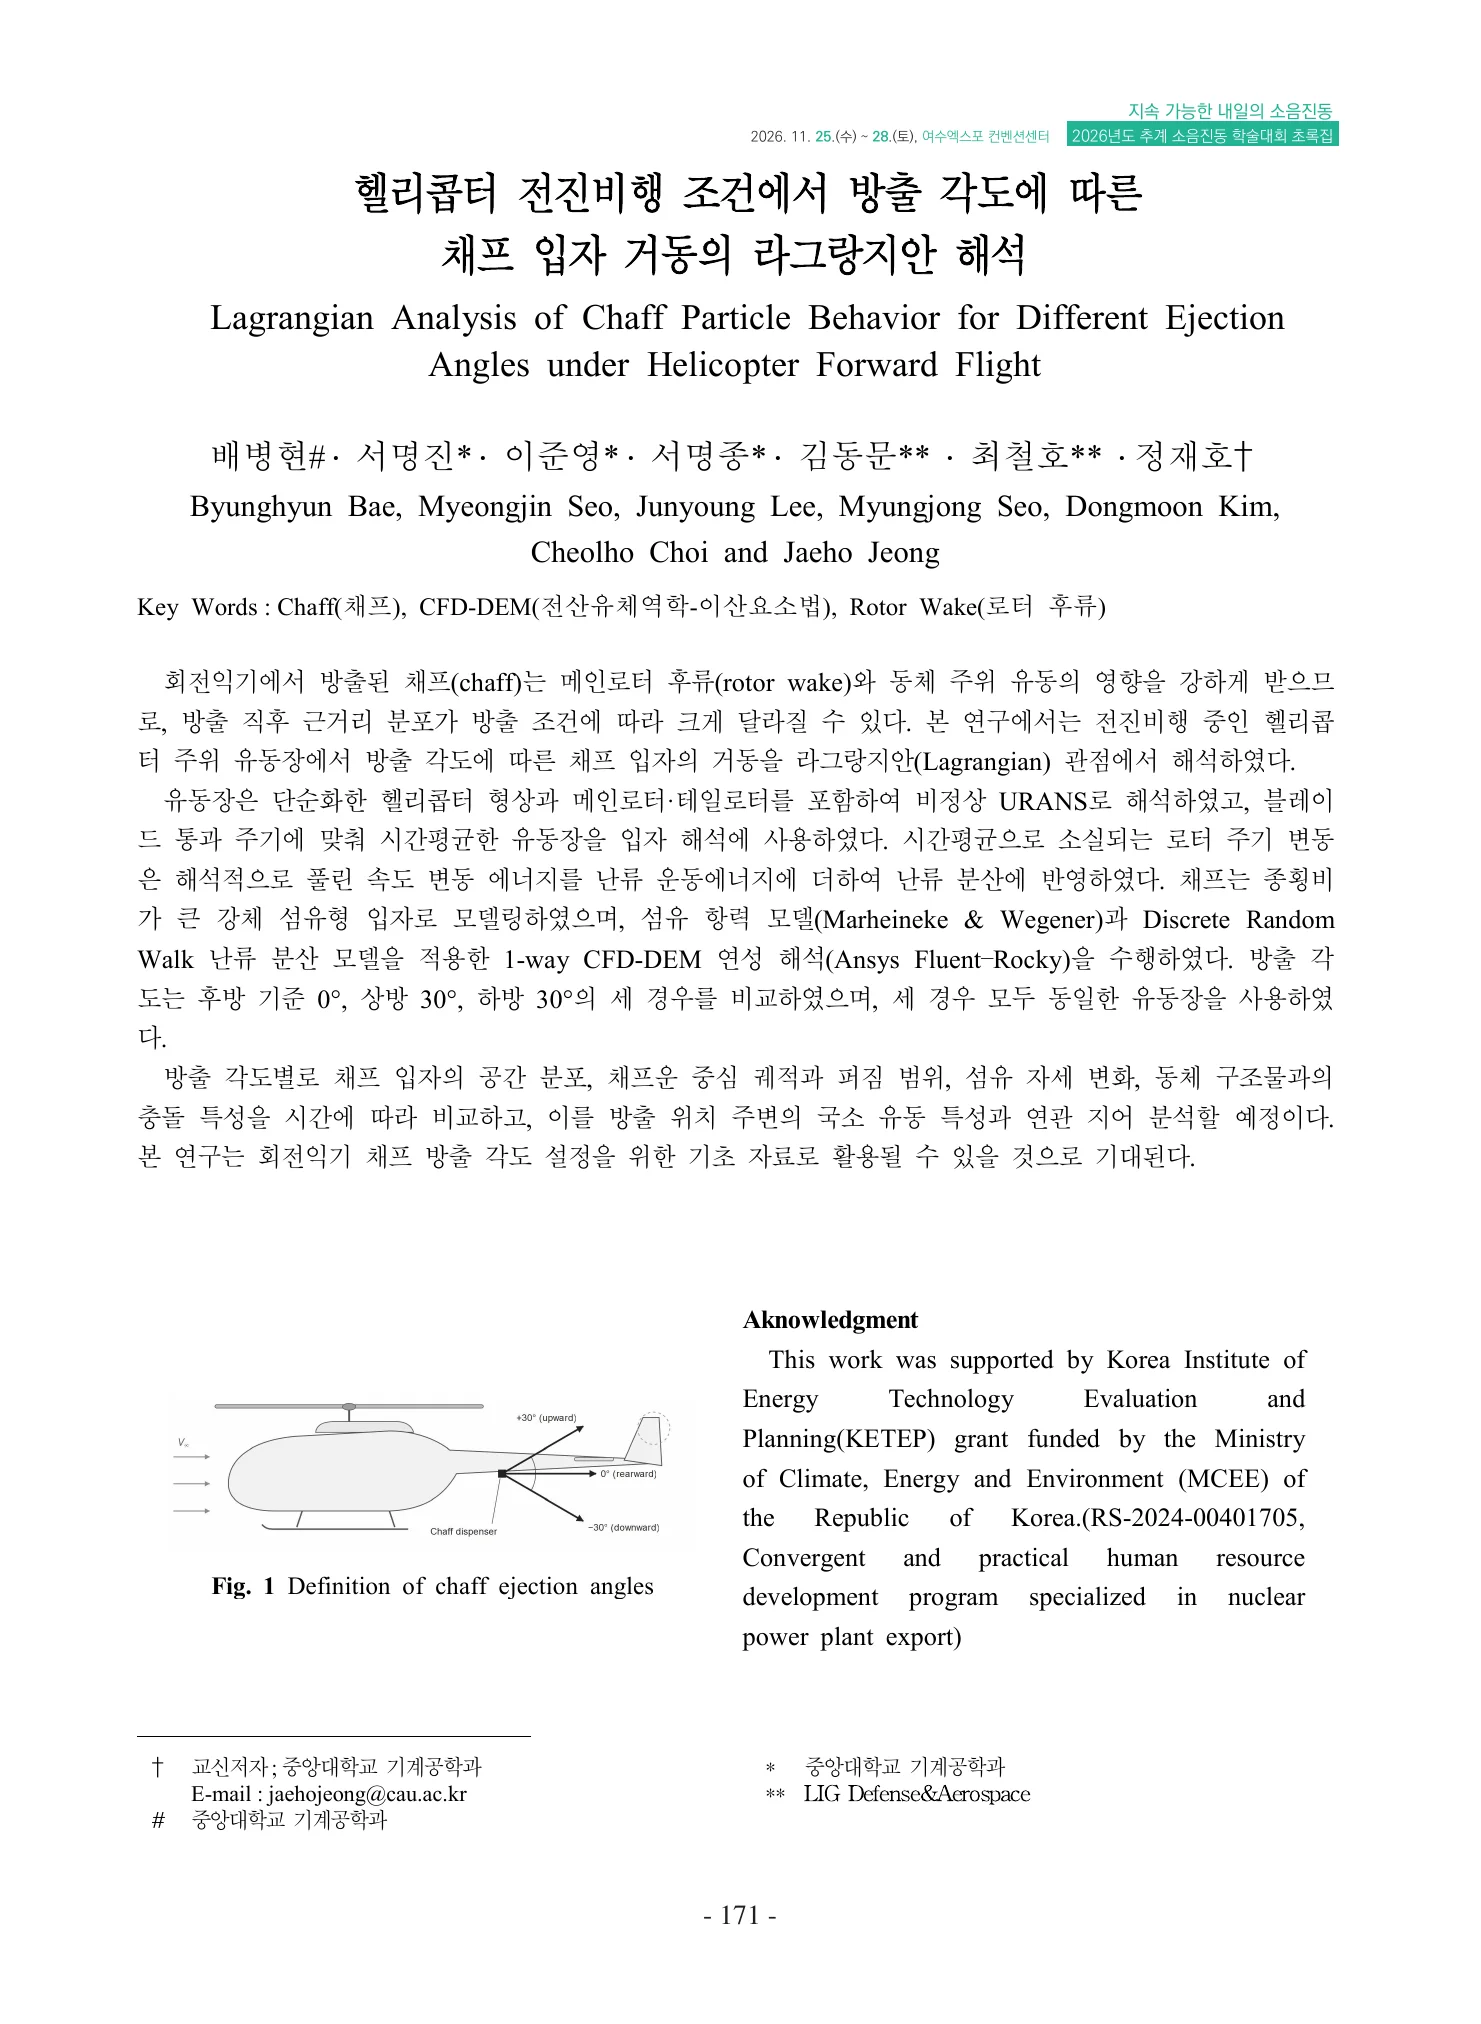 지속 가능한 내일의 소음진동
2026. 11. 25.(수) ~ 28.(토), 여수엑스포 컨벤션센터 2026년도 추계 소음진동 학술대회 초록집
헬리콥터 전진비행 조건에서 방출 각도에 따른
채프 입자 거동의 라그랑지안 해석
Lagrangian Analysis of Chaff Particle Behavior for Different Ejection
Angles under Helicopter Forward Flight
배병현#· 서명진*· 이준영*· 서명종*· 김동문** · 최철호** ·정재호†
Byunghyun Bae, Myeongjin Seo, Junyoung Lee, Myungjong Seo, Dongmoon Kim,
Cheolho Choi and Jaeho Jeong
Key Words : Chaff(채프), CFD-DEM(전산유체역학-이산요소법), Rotor Wake(로터 후류)
회전익기에서 방출된 채프(chaff)는 메인로터 후류(rotor wake)와 동체 주위 유동의 영향을 강하게 받으므
로, 방출 직후 근거리 분포가 방출 조건에 따라 크게 달라질 수 있다. 본 연구에서는 전진비행 중인 헬리콥
터 주위 유동장에서 방출 각도에 따른 채프 입자의 거동을 라그랑지안(Lagrangian) 관점에서 해석하였다.
유동장은 단순화한 헬리콥터 형상과 메인로터·테일로터를 포함하여 비정상 URANS로 해석하였고, 블레이
드 통과 주기에 맞춰 시간평균한 유동장을 입자 해석에 사용하였다. 시간평균으로 소실되는 로터 주기 변동
은 해석적으로 풀린 속도 변동 에너지를 난류 운동에너지에 더하여 난류 분산에 반영하였다. 채프는 종횡비
가 큰 강체 섬유형 입자로 모델링하였으며, 섬유 항력 모델(Marheineke & Wegener)과 Discrete Random
Walk 난류 분산 모델을 적용한 1-way CFD-DEM 연성 해석(Ansys Fluent–Rocky)을 수행하였다. 방출 각
도는 후방 기준 0°, 상방 30°, 하방 30°의 세 경우를 비교하였으며, 세 경우 모두 동일한 유동장을 사용하였
다.
방출 각도별로 채프 입자의 공간 분포, 채프운 중심 궤적과 퍼짐 범위, 섬유 자세 변화, 동체 구조물과의
충돌 특성을 시간에 따라 비교하고, 이를 방출 위치 주변의 국소 유동 특성과 연관 지어 분석할 예정이다.
본 연구는 회전익기 채프 방출 각도 설정을 위한 기초 자료로 활용될 수 있을 것으로 기대된다.
V∞
+30° (upward)
0° (rearward)
−30° (downward)
Chaff dispenser
Fig. 1 Definition of chaff ejection angles
Aknowledgment
This work was supported by Korea Institute of
Energy Technology Evaluation and
Planning(KETEP) grant funded by the Ministry
of Climate, Energy and Environment (MCEE) of
the Republic of Korea.(RS-2024-00401705,
Convergent and practical human resource
development program specialized in nuclear
power plant export)
† 교신저자 ; 중앙대학교 기계공학과
E-mail : jaehojeong@cau.ac.kr
# 중앙대학교 기계공학과
* 중앙대학교 기계공학과
** LIG Defense&Aerospace
- 171 -